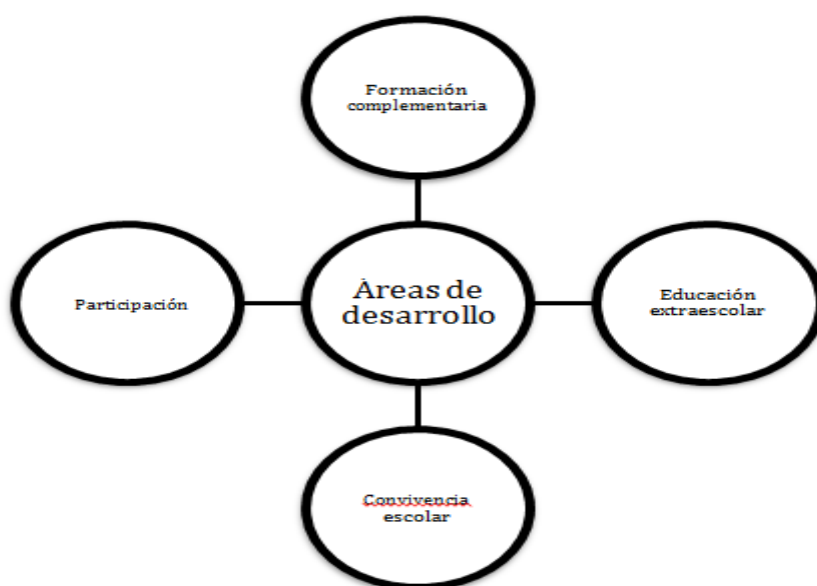 Formación
complementaria
Participación
Áreas de
desarrollo
Educación
extraescolar
Convivencia
escolar